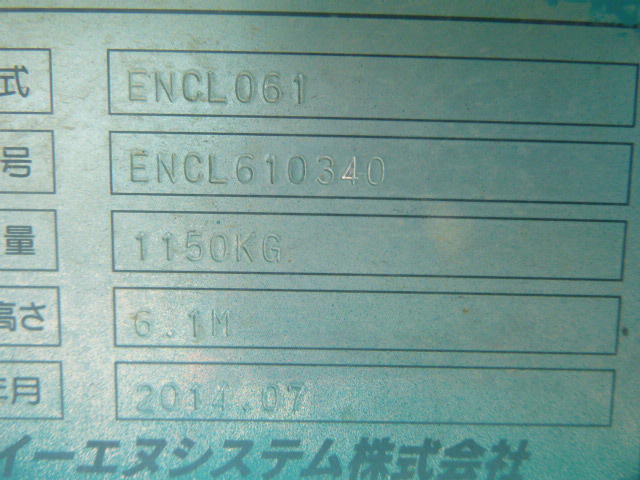 式 ENCL061
号 ENCL610340
量 1150KG
高さ 6.1M
年月 2014.07
イーエヌシステム株式会社